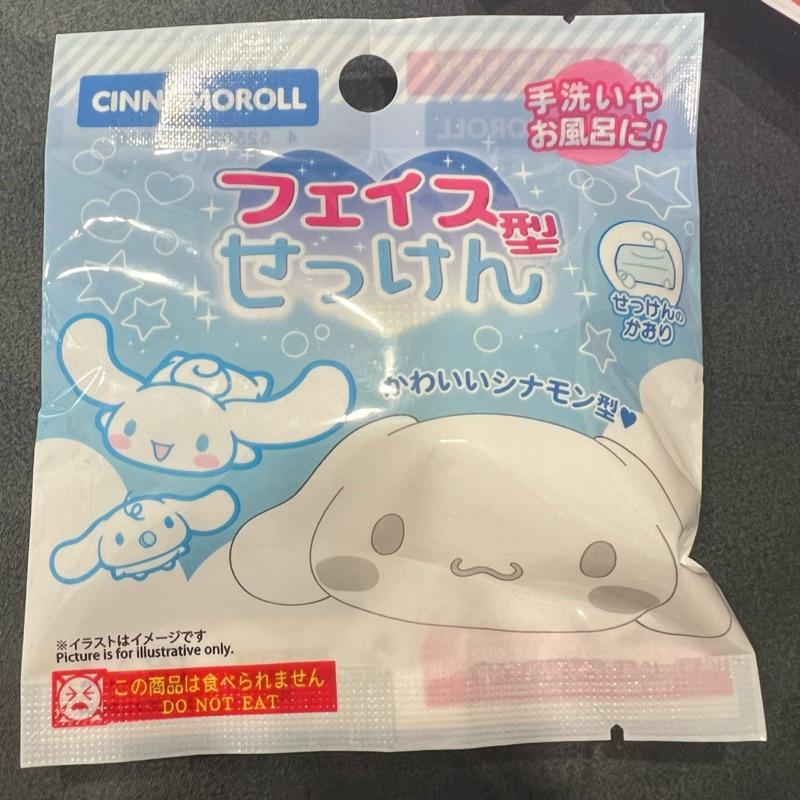 CINNAMOROLL
手洗いや
お風呂に!
フェイス型
せっけん
せっけんの
かおり
かわいいシナモン型♥
※イラストはイメージです
Picture is for illustrative only.
この商品は食べられません
DO NOT EAT